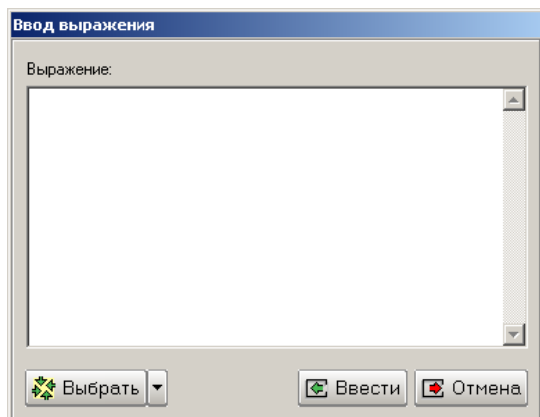 Ввод выражения
Выражение:
Выбрать Ввести Отмена